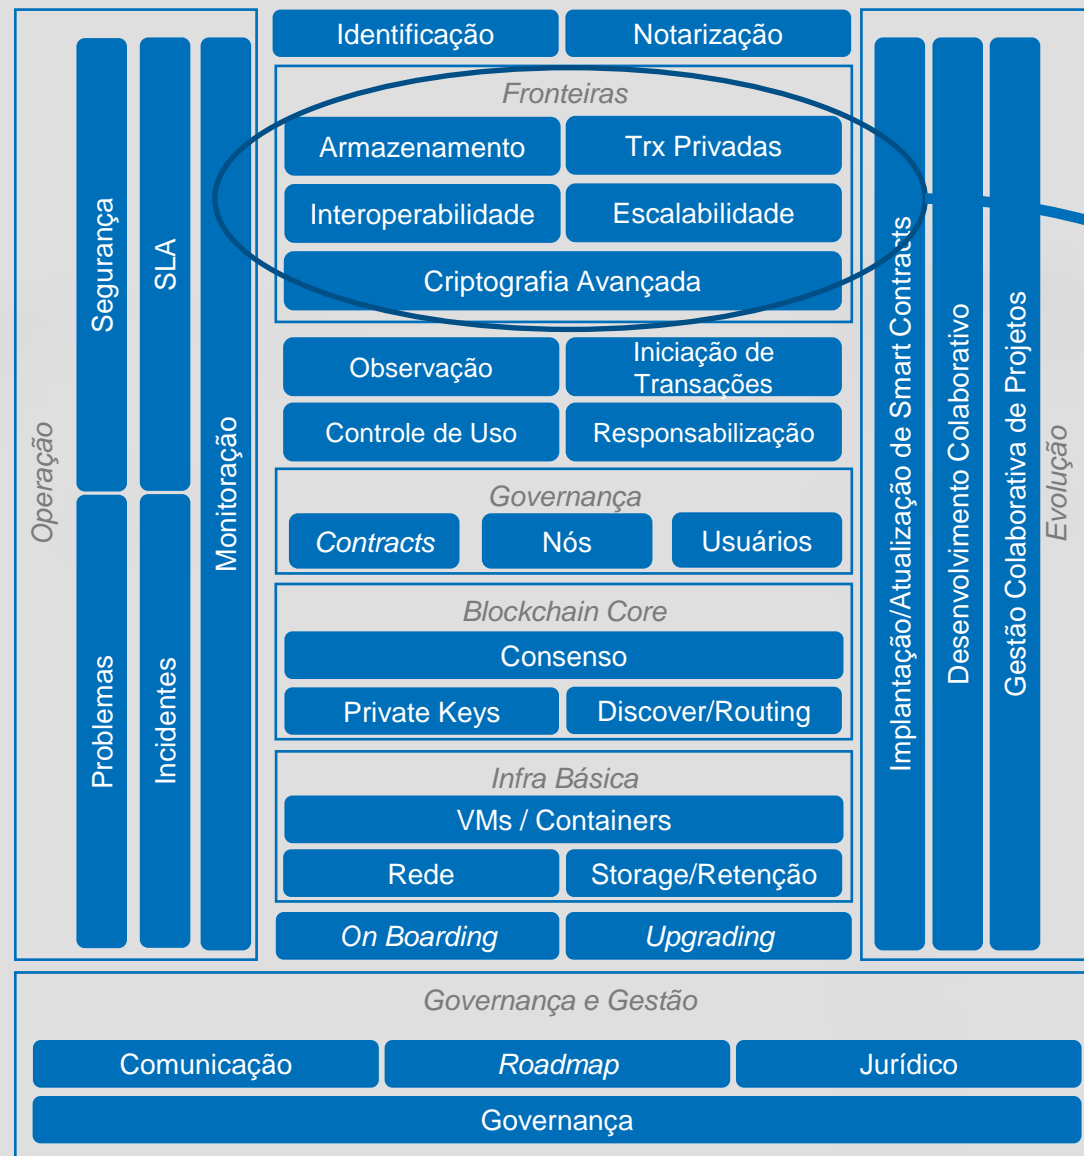 Operação
Segurança
SLA
Problemas
Incidentes
Monitoração
Identificação
Notarização
Fronteiras
Armazenamento
Trx Privadas
Interoperabilidade
Escalabilidade
Criptografia Avançada
Observação
Iniciação de
Transações
Controle de Uso
Responsabilização
Governança
Contracts
Nós
Usuários
Blockchain Core
Consenso
Private Keys
Discover/Routing
Infra Básica
VMs / Containers
Rede
Storage/Retenção
On Boarding
Upgrading
Implantação/Atualização de Smart Contracts
Desenvolvimento Colaborativo
Gestão Colaborativa de Projetos
Evolução
Governança e Gestão
Comunicação
Roadmap
Jurídico
Governança